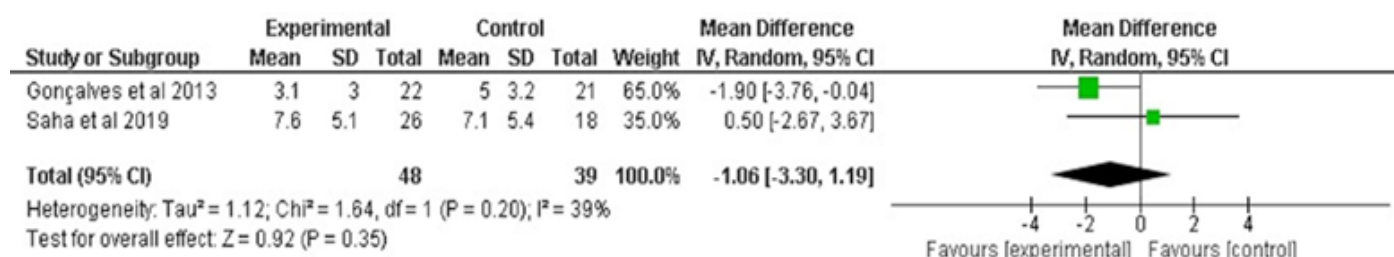 Experimental Control Mean Difference Mean Difference
Study or Subgroup Mean SD Total Mean SD Total Weight IV, Random, 95% CI IV, Random, 95% CI
Gonçalves et al 2013 3.1 3 22 5 3.2 21 65.0% -1.90 [-3.76, -0.04]
Saha et al 2019 7.6 5.1 26 7.1 5.4 18 35.0% 0.50 [-2.67, 3.67]
Total (95% CI) 48 39 100.0% -1.06 [-3.30, 1.19]
Heterogeneity: Tau² = 1.12; Chi² = 1.64, df = 1 (P = 0.20); I² = 39%
Test for overall effect: Z = 0.92 (P = 0.35)
-4 -2 0 2 4
Favours [experimental] Favours [control]